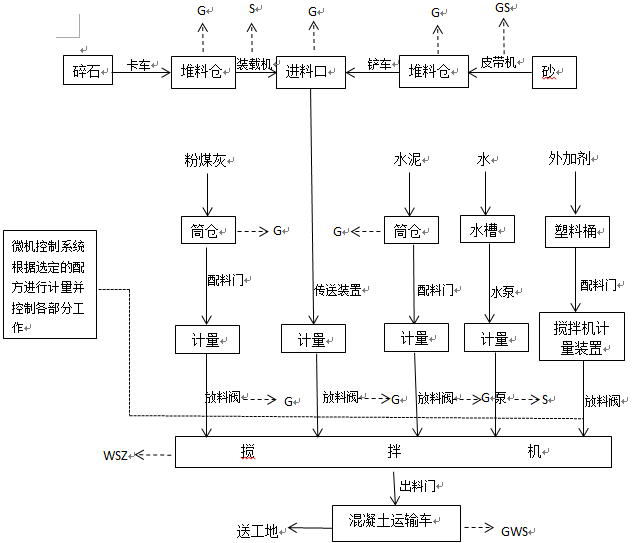 G
S
G
G
GS
碎石
卡车
堆料仓
装载机
进料口
铲车
堆料仓
皮带机
砂
粉煤灰
水泥
水
外加剂
筒仓
G
G
筒仓
水槽
塑料桶
微机控制系统
根据选定的配
方进行计量并
控制各部分工
作
配料门
传送装置
配料门
水泵
配料门
计量
计量
计量
计量
搅拌机计
量装置
放料阀
G
放料阀
G
放料阀
G
泵
S
放料阀
WSZ
搅拌机
出料门
送工地
混凝土运输车
GWS